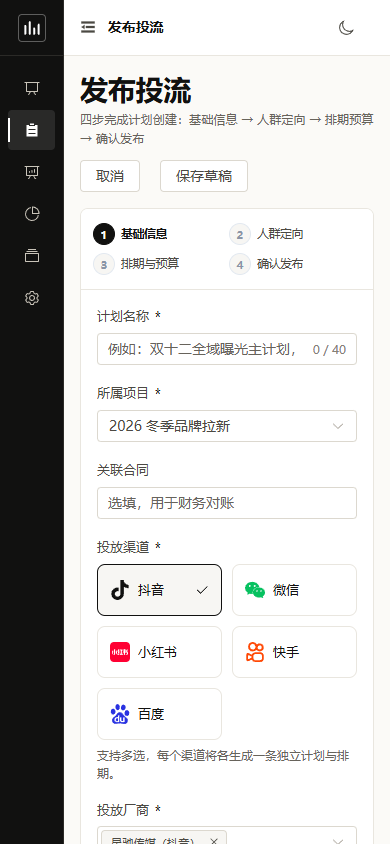 发布投流
发布投流
四步完成计划创建：基础信息 → 人群定向 → 排期预算
→ 确认发布
取消 保存草稿
1 基础信息 2 人群定向
3 排期与预算 4 确认发布
计划名称 *
例如：双十二全域曝光主计划， 0 / 40
所属项目 *
2026 冬季品牌拉新
关联合同
选填，用于财务对账
投放渠道 *
抖音 微信
小红书 小红书 快手
du 百度
支持多选，每个渠道将各生成一条独立计划与排
期。
投放厂商 *
星驰传媒（抖音） ×